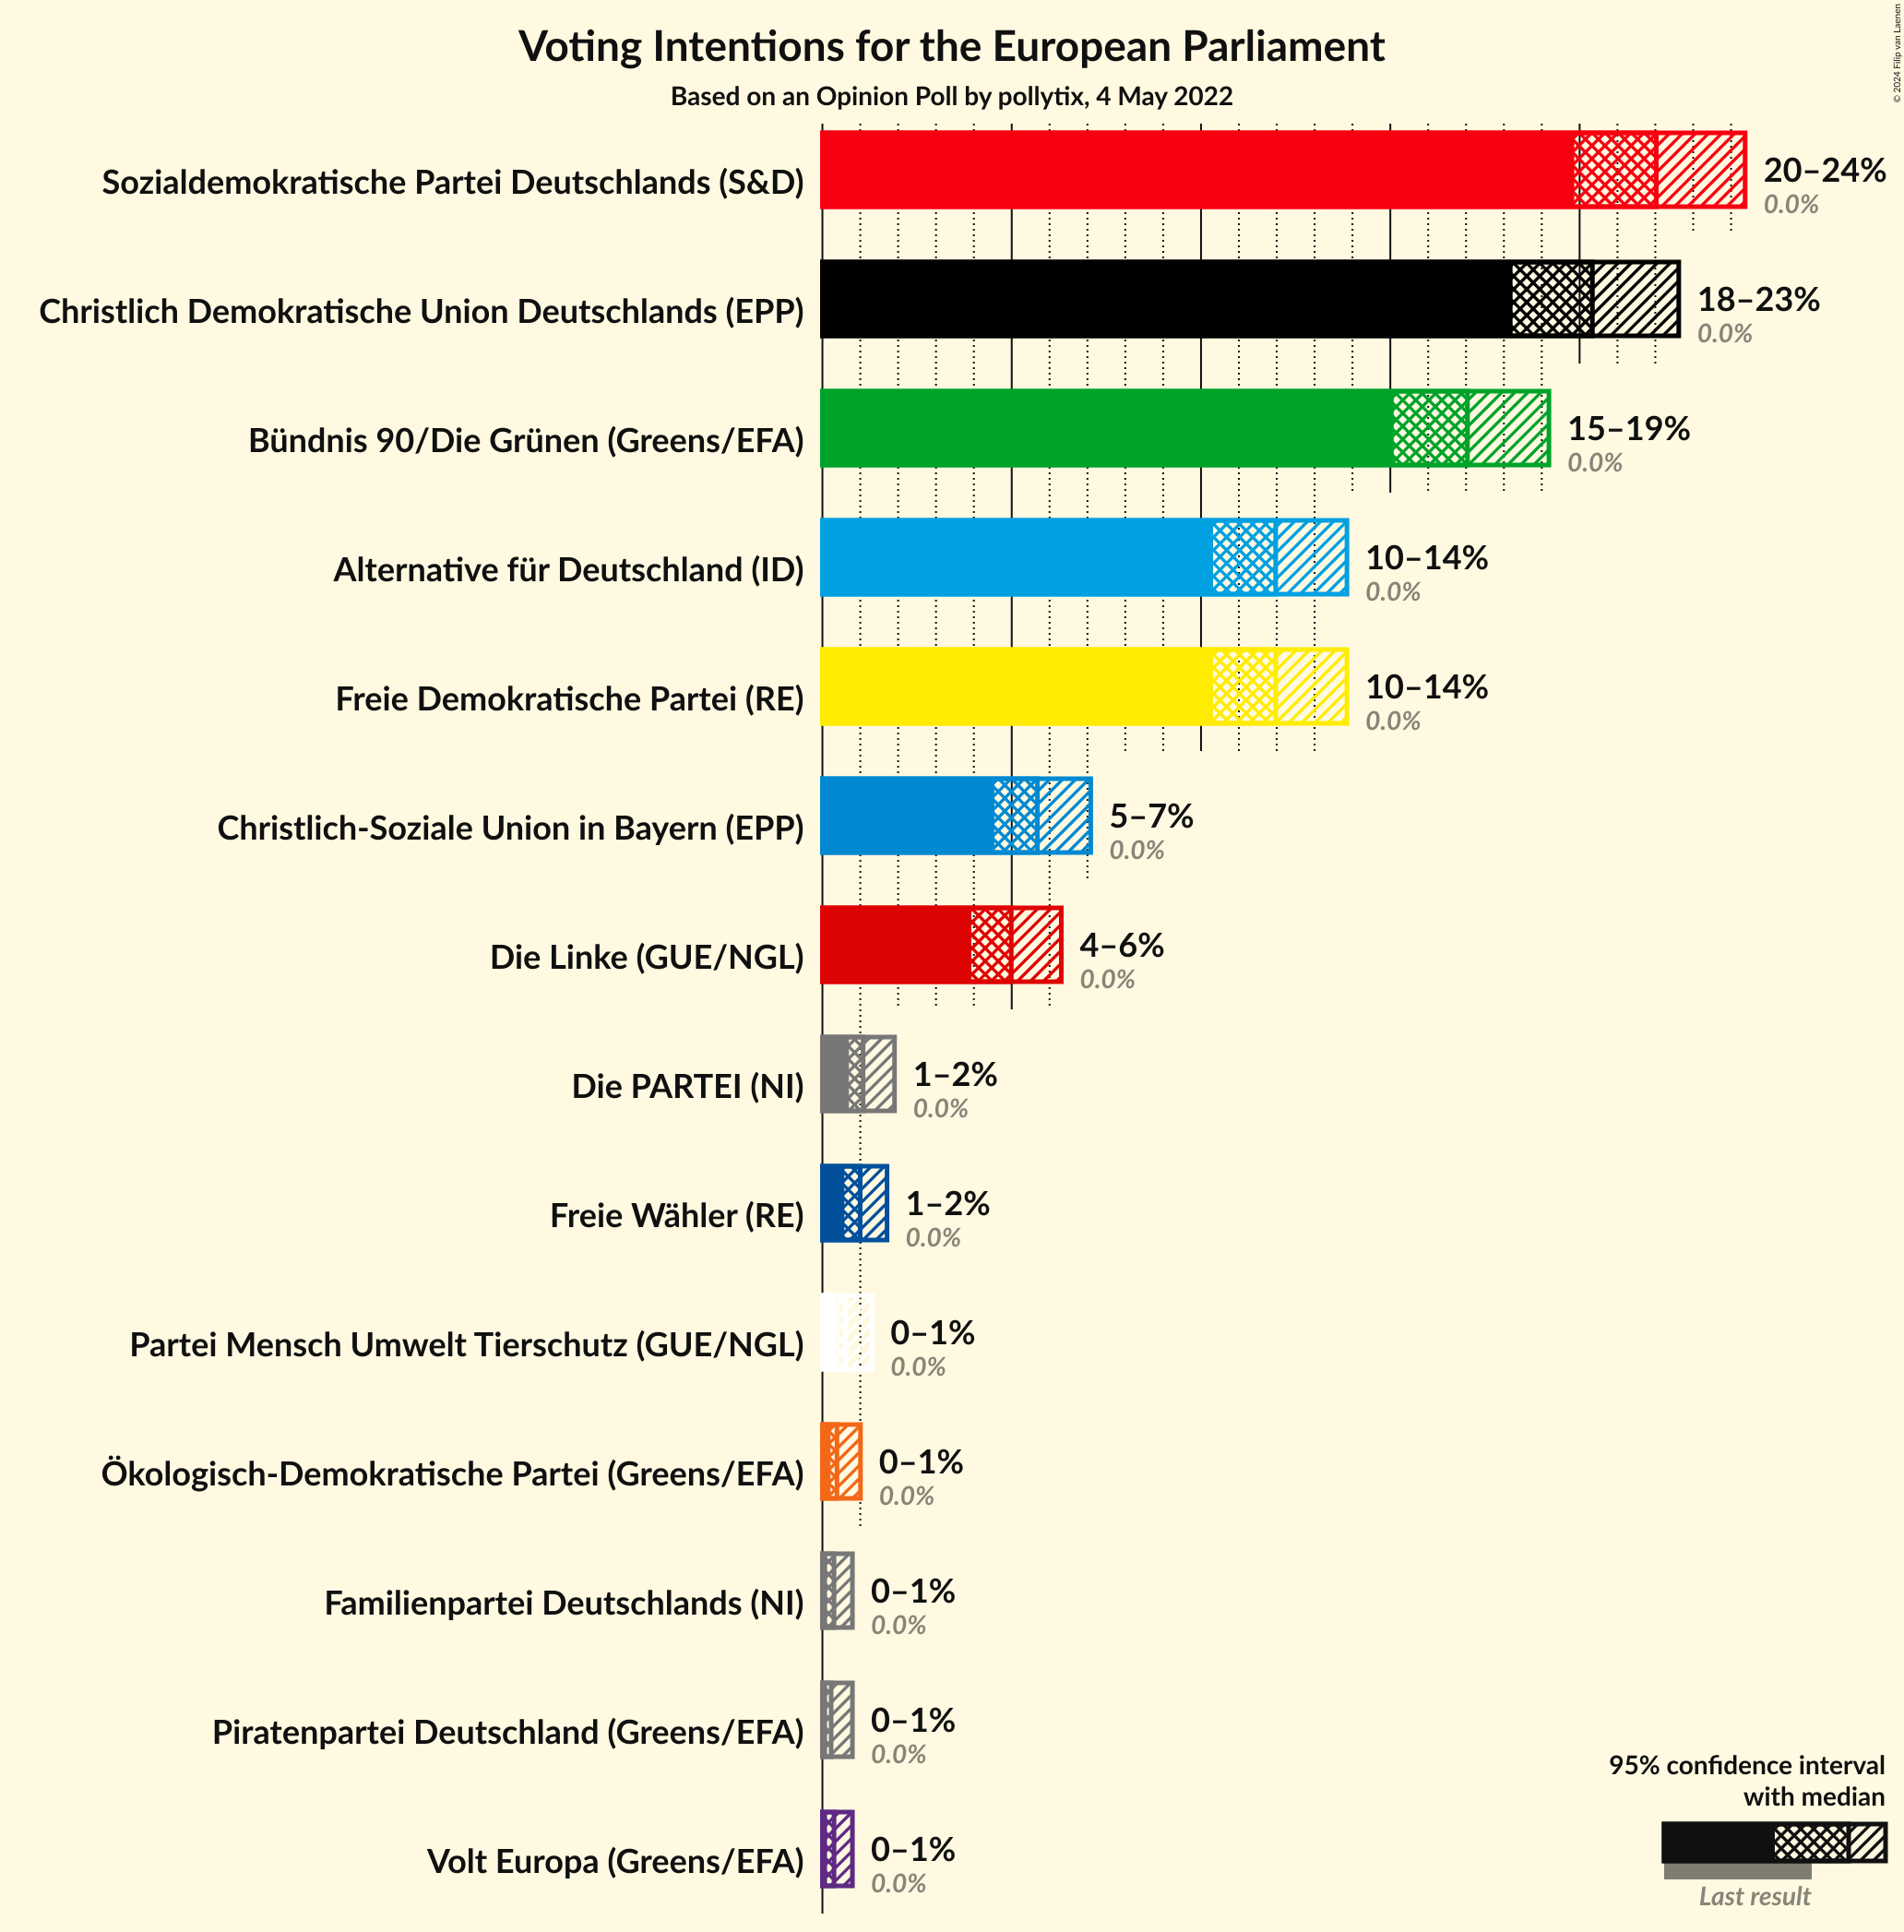 Voting Intentions for the European Parliament
Based on an Opinion Poll by pollytix, 4 May 2022
© 2024 Filip van Laenen
Sozialdemokratische Partei Deutschlands (S&D)
20–24%
0.0%
Christlich Demokratische Union Deutschlands (EPP)
18–23%
0.0%
Bündnis 90/Die Grünen (Greens/EFA)
15–19%
0.0%
Alternative für Deutschland (ID)
10–14%
0.0%
Freie Demokratische Partei (RE)
10–14%
0.0%
Christlich-Soziale Union in Bayern (EPP)
5–7%
0.0%
Die Linke (GUE/NGL)
4–6%
0.0%
Die PARTEI (NI)
1–2%
0.0%
Freie Wähler (RE)
1–2%
0.0%
Partei Mensch Umwelt Tierschutz (GUE/NGL)
0–1%
0.0%
Ökologisch-Demokratische Partei (Greens/EFA)
0–1%
0.0%
Familienpartei Deutschlands (NI)
0–1%
0.0%
Piratenpartei Deutschland (Greens/EFA)
0–1%
0.0%
Volt Europa (Greens/EFA)
0–1%
0.0%
95% confidence interval
with median
Last result